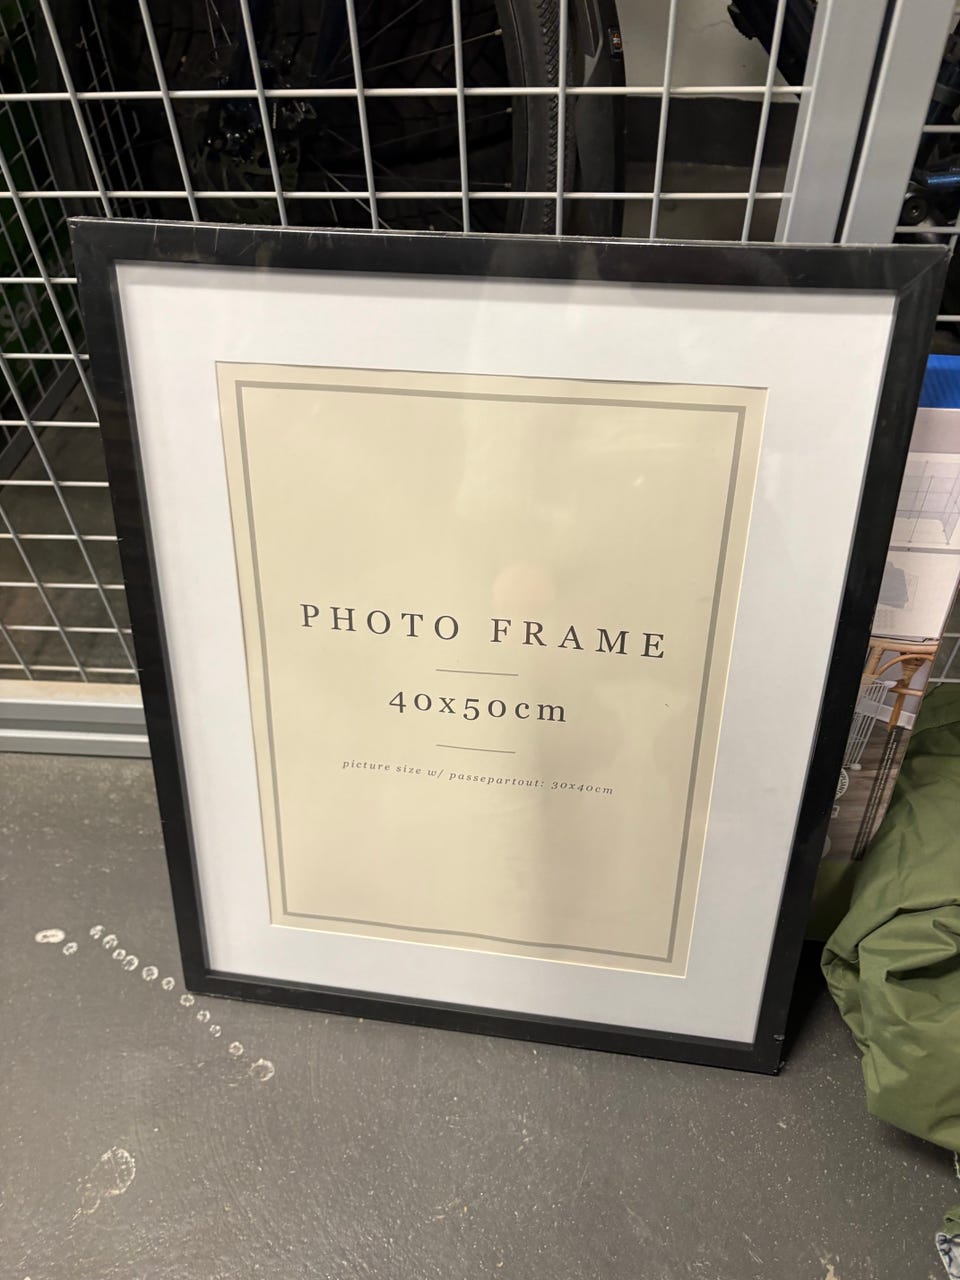 PHOTO FRAME
40x50cm
picture size w/ passepartout: 30x40cm